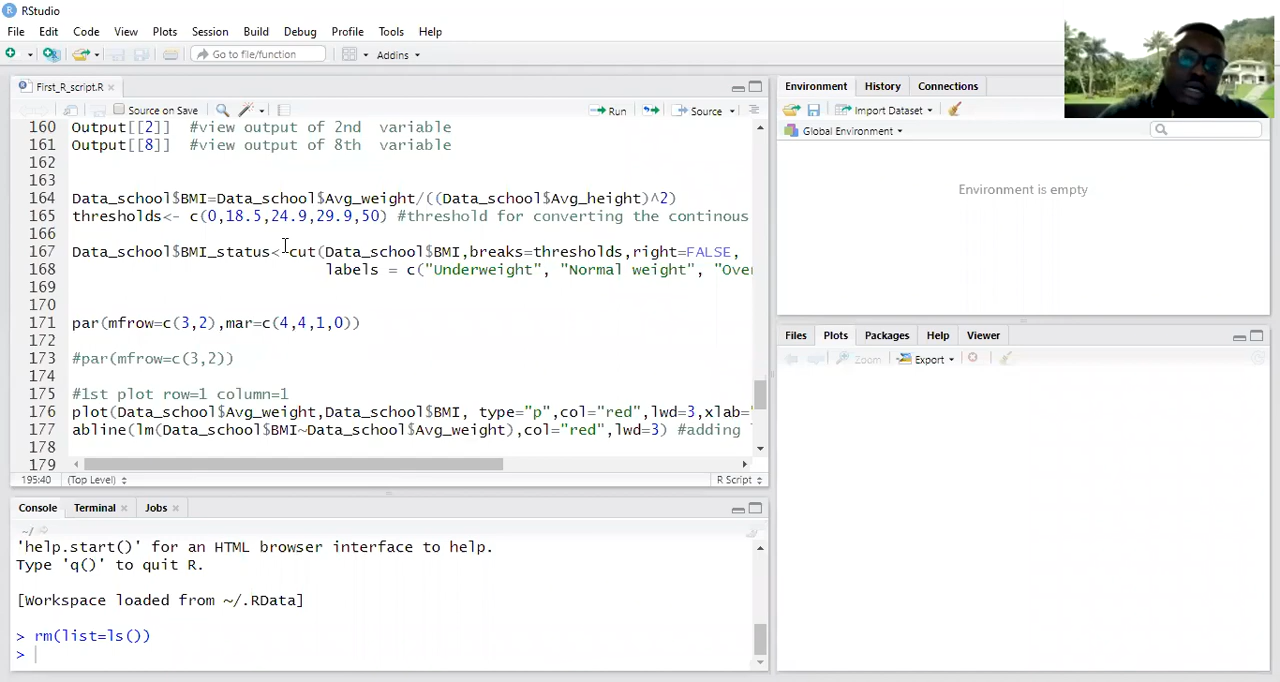 RStudio
File Edit Code View Plots Session Build Debug Profile Tools Help
Go to file/function Addins
First_R_script.R
Source on Save Run Source
160 Output[[2]] #view output of 2nd variable
161 Output[[8]] #view output of 8th variable
162
163
164 Data_school$BMI=Data_school$Avg_weight/((Data_school$Avg_height)^2)
165 thresholds<- c(0,18.5,24.9,29.9,50) #threshold for converting the continous
166
167 Data_school$BMI_status<-cut(Data_school$BMI,breaks=thresholds,right=FALSE,
168 labels = c("Underweight", "Normal weight", "Over
169
170
171 par(mfrow=c(3,2),mar=c(4,4,1,0))
172
173 #par(mfrow=c(3,2))
174
175 #1st plot row=1 column=1
176 plot(Data_school$Avg_weight,Data_school$BMI, type="p",col="red",lwd=3,xlab="
177 abline(lm(Data_school$BMI~Data_school$Avg_weight),col="red",lwd=3) #adding
178
179
195:40 (Top Level) R Script
Console Terminal Jobs
~/
'help.start()' for an HTML browser interface to help.
Type 'q()' to quit R.
[Workspace loaded from ~/.RData]
> rm(list=ls())
>
Environment History Connections
Import Dataset
Global Environment
Environment is empty
Files Plots Packages Help Viewer
Zoom Export